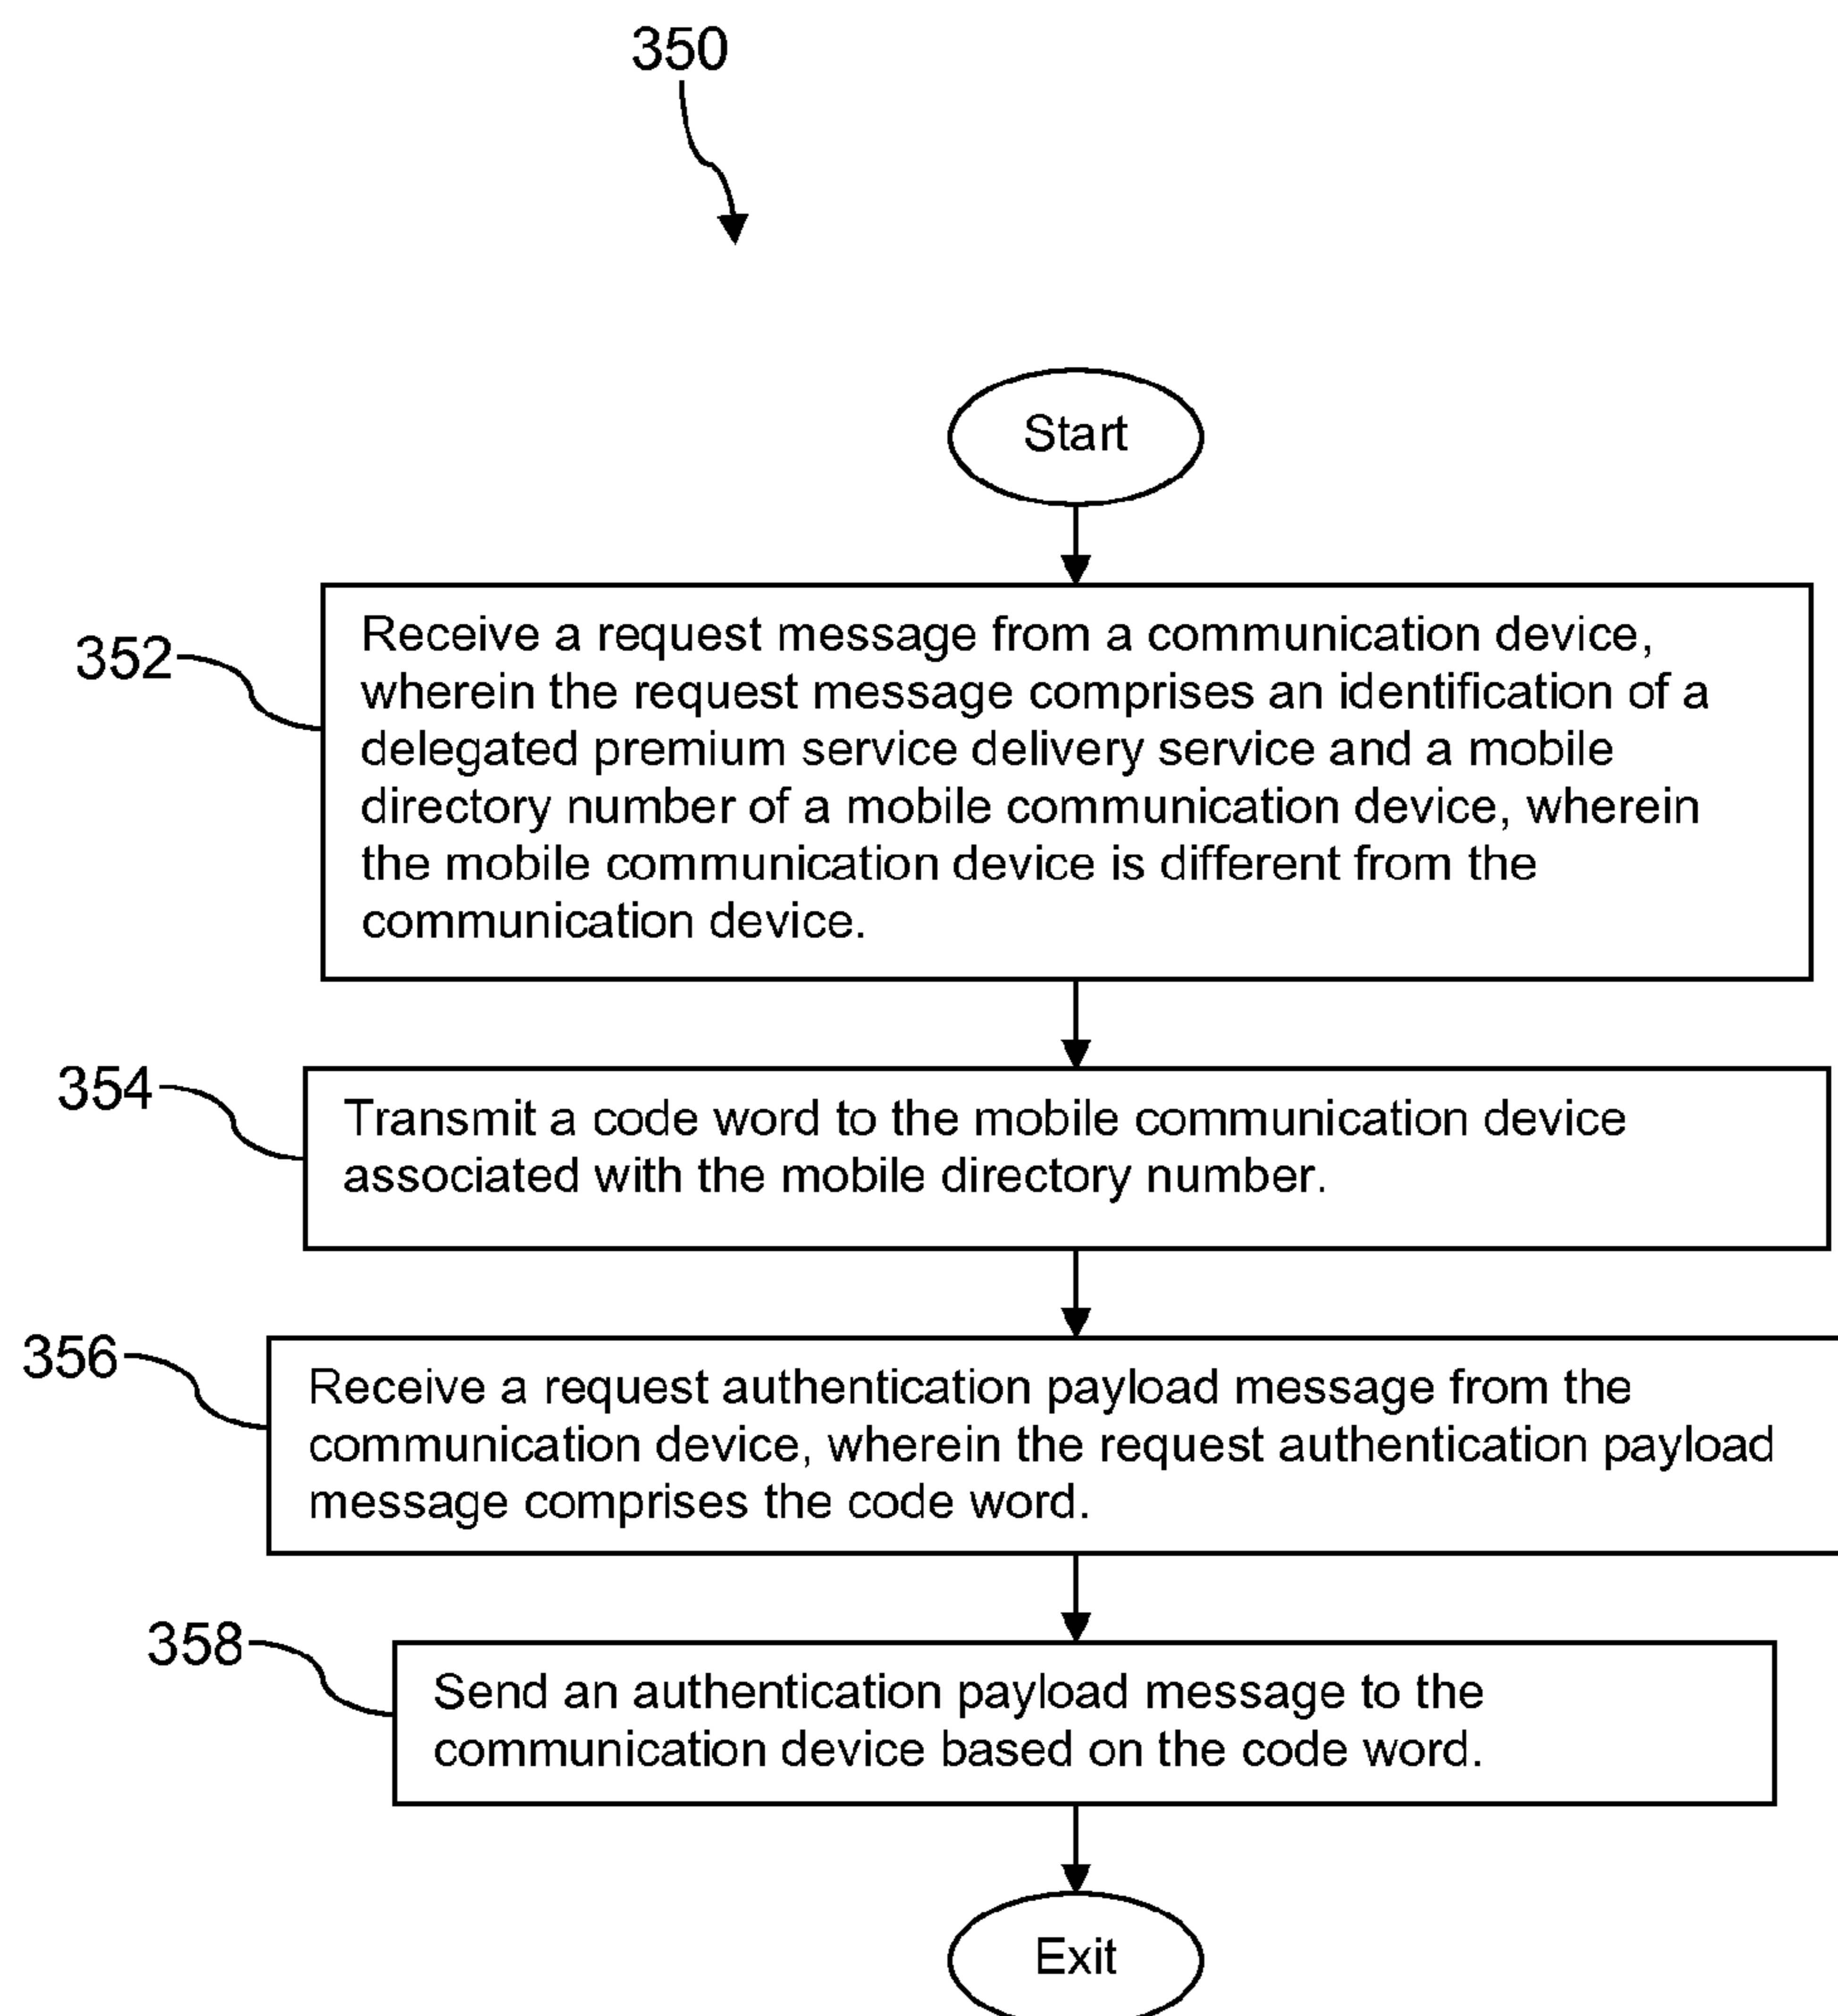 350
Start
352
Receive a request message from a communication device,
wherein the request message comprises an identification of a
delegated premium service delivery service and a mobile
directory number of a mobile communication device, wherein
the mobile communication device is different from the
communication device.
354
Transmit a code word to the mobile communication device
associated with the mobile directory number.
356
Receive a request authentication payload message from the
communication device, wherein the request authentication payload
message comprises the code word.
358
Send an authentication payload message to the
communication device based on the code word.
Exit